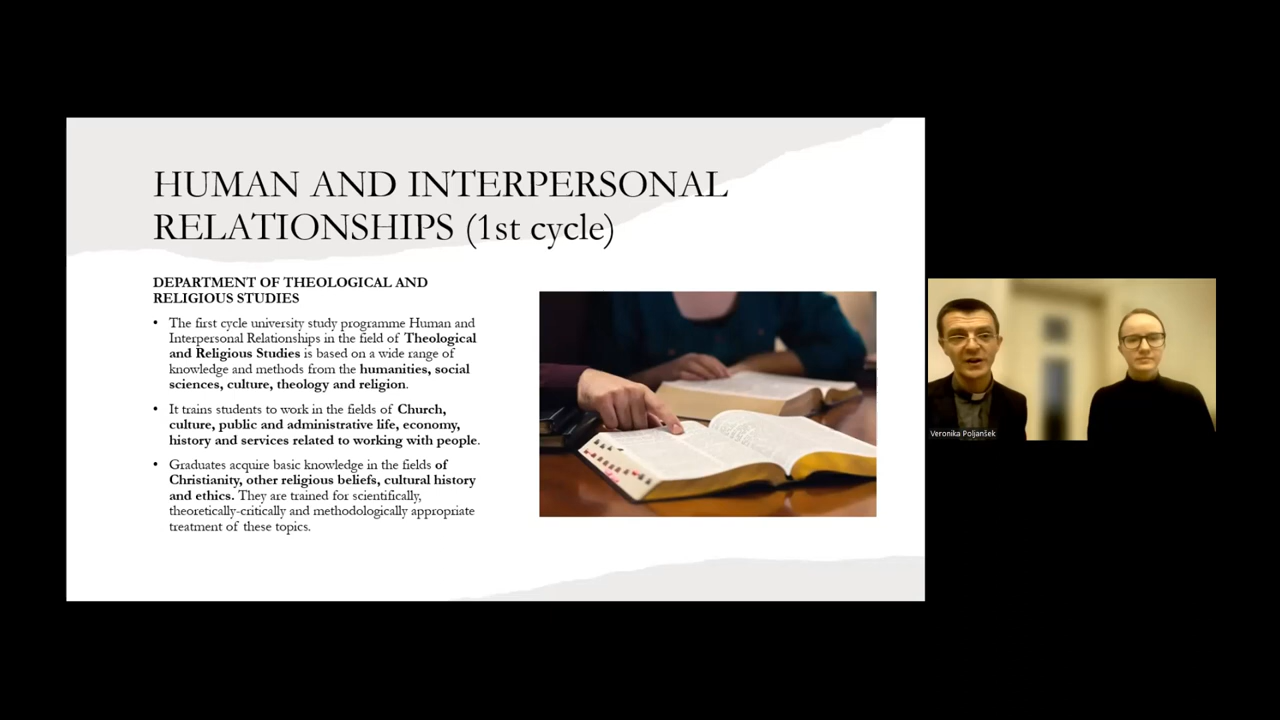 HUMAN AND INTERPERSONAL
RELATIONSHIPS (1st cycle)
DEPARTMENT OF THEOLOGICAL AND
RELIGIOUS STUDIES
• The first cycle university study programme Human and
Interpersonal Relationships in the field of Theological
and Religious Studies is based on a wide range of
knowledge and methods from the humanities, social
sciences, culture, theology and religion.
• It trains students to work in the fields of Church,
culture, public and administrative life, economy,
history and services related to working with people.
• Graduates acquire basic knowledge in the fields of
Christianity, other religious beliefs, cultural history
and ethics. They are trained for scientifically,
theoretically-critically and methodologically appropriate
treatment of these topics.
Veronika Poljanšek